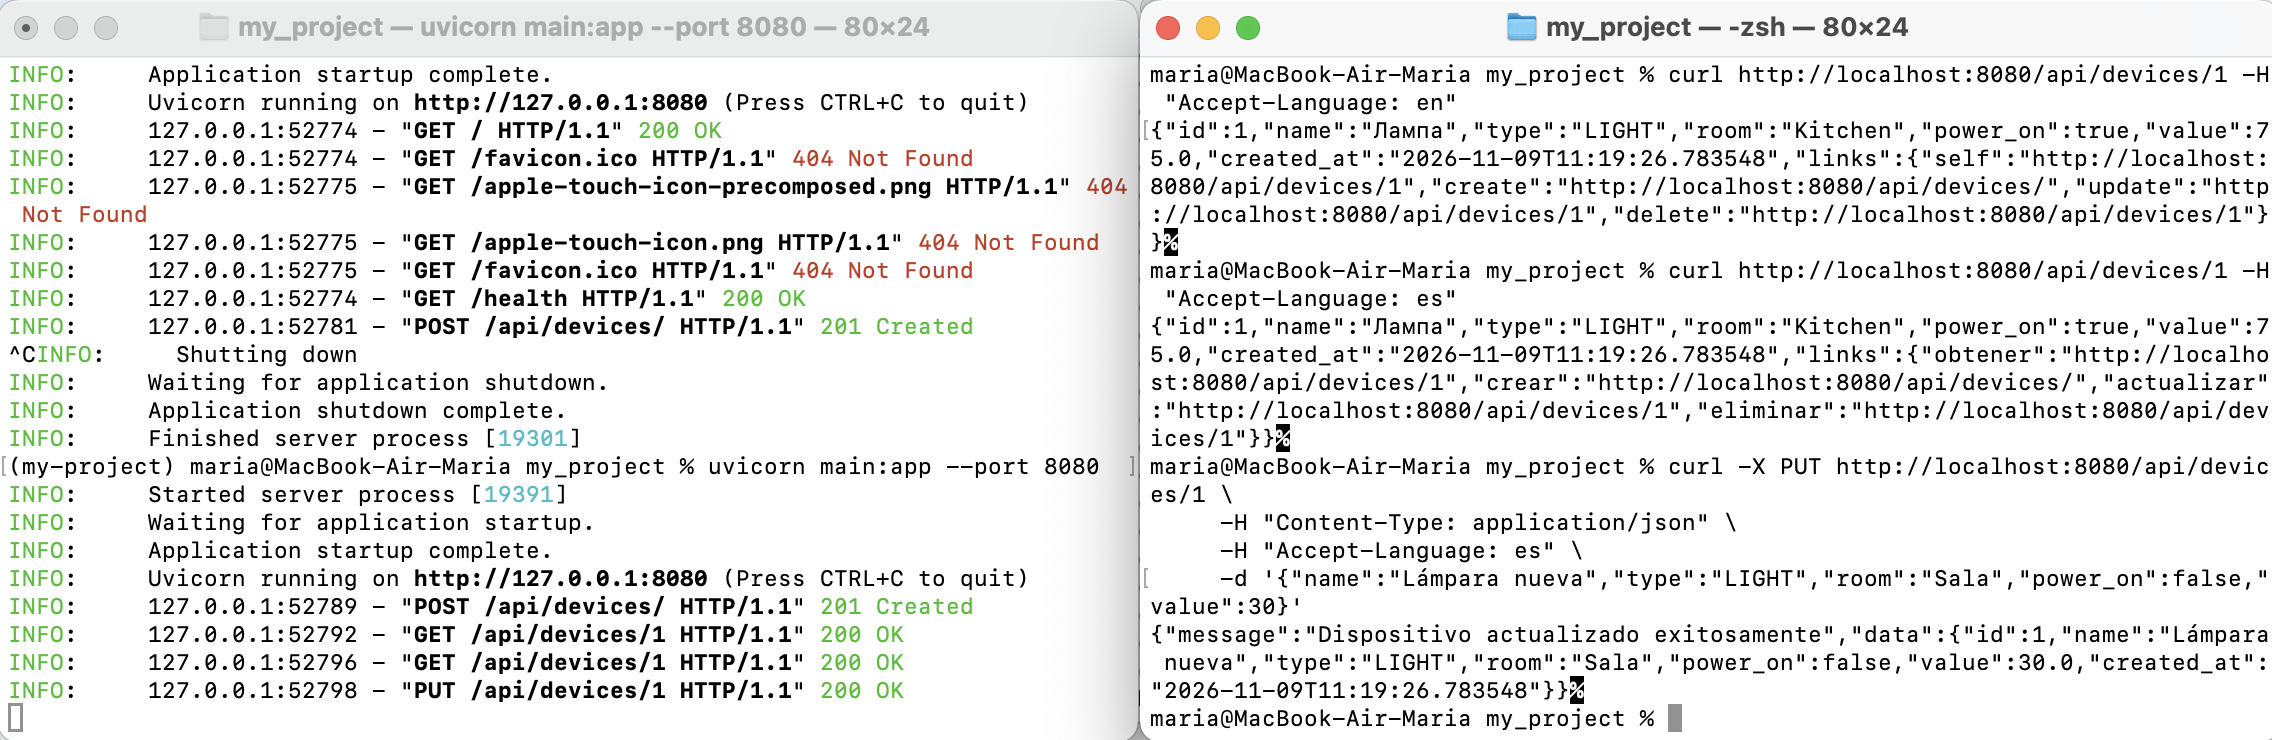 my_project — uvicorn main:app --port 8080 — 80×24
INFO:     Application startup complete.
INFO:     Uvicorn running on http://127.0.0.1:8080 (Press CTRL+C to quit)
INFO:     127.0.0.1:52774 - "GET / HTTP/1.1" 200 OK
INFO:     127.0.0.1:52774 - "GET /favicon.ico HTTP/1.1" 404 Not Found
INFO:     127.0.0.1:52775 - "GET /apple-touch-icon-precomposed.png HTTP/1.1" 404
 Not Found
INFO:     127.0.0.1:52775 - "GET /apple-touch-icon.png HTTP/1.1" 404 Not Found
INFO:     127.0.0.1:52775 - "GET /favicon.ico HTTP/1.1" 404 Not Found
INFO:     127.0.0.1:52774 - "GET /health HTTP/1.1" 200 OK
INFO:     127.0.0.1:52781 - "POST /api/devices/ HTTP/1.1" 201 Created
^CINFO:     Shutting down
INFO:     Waiting for application shutdown.
INFO:     Application shutdown complete.
INFO:     Finished server process [19301]
[(my-project) maria@MacBook-Air-Maria my_project % uvicorn main:app --port 8080  ]
INFO:     Started server process [19391]
INFO:     Waiting for application startup.
INFO:     Application startup complete.
INFO:     Uvicorn running on http://127.0.0.1:8080 (Press CTRL+C to quit)
INFO:     127.0.0.1:52789 - "POST /api/devices/ HTTP/1.1" 201 Created
INFO:     127.0.0.1:52792 - "GET /api/devices/1 HTTP/1.1" 200 OK
INFO:     127.0.0.1:52796 - "GET /api/devices/1 HTTP/1.1" 200 OK
INFO:     127.0.0.1:52798 - "PUT /api/devices/1 HTTP/1.1" 200 OK
my_project — -zsh — 80×24
maria@MacBook-Air-Maria my_project % curl http://localhost:8080/api/devices/1 -H
 "Accept-Language: en"
[{"id":1,"name":"Лампа","type":"LIGHT","room":"Kitchen","power_on":true,"value":7
5.0,"created_at":"2026-11-09T11:19:26.783548","links":{"self":"http://localhost:
8080/api/devices/1","create":"http://localhost:8080/api/devices/","update":"http
://localhost:8080/api/devices/1","delete":"http://localhost:8080/api/devices/1"}
}%
maria@MacBook-Air-Maria my_project % curl http://localhost:8080/api/devices/1 -H
 "Accept-Language: es"
{"id":1,"name":"Лампа","type":"LIGHT","room":"Kitchen","power_on":true,"value":7
5.0,"created_at":"2026-11-09T11:19:26.783548","links":{"obtener":"http://localho
st:8080/api/devices/1","crear":"http://localhost:8080/api/devices/","actualizar"
:"http://localhost:8080/api/devices/1","eliminar":"http://localhost:8080/api/dev
ices/1"}}%
maria@MacBook-Air-Maria my_project % curl -X PUT http://localhost:8080/api/devic
es/1 \
     -H "Content-Type: application/json" \
     -H "Accept-Language: es" \
[     -d '{"name":"Lámpara nueva","type":"LIGHT","room":"Sala","power_on":false,"
value":30}'
{"message":"Dispositivo actualizado exitosamente","data":{"id":1,"name":"Lámpara
 nueva","type":"LIGHT","room":"Sala","power_on":false,"value":30.0,"created_at":
"2026-11-09T11:19:26.783548"}}%
maria@MacBook-Air-Maria my_project %